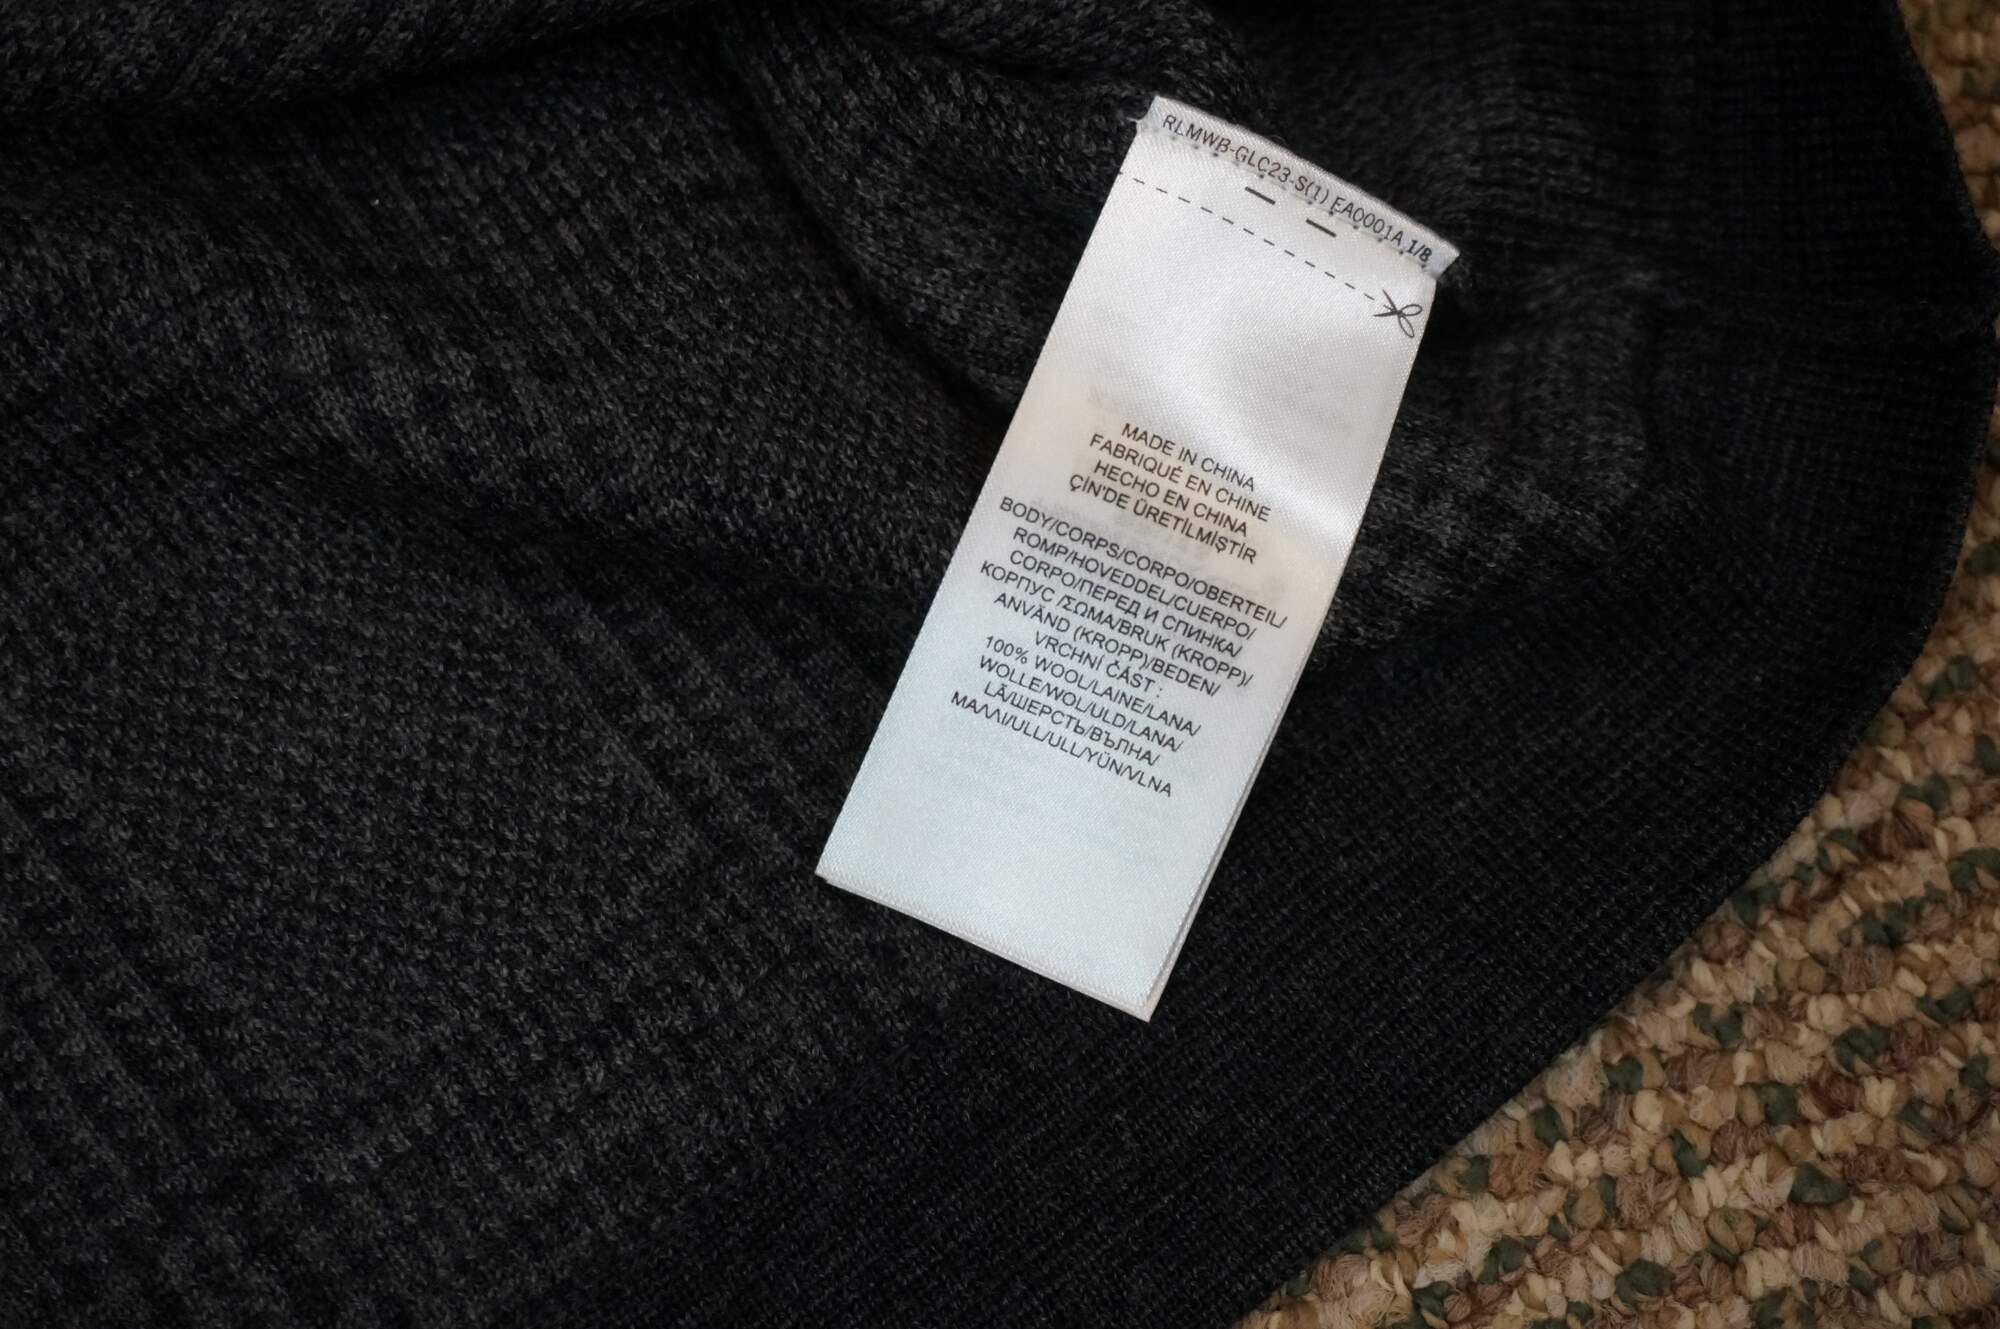 RLMWB-GLC23-S(1) EA0001A 1/8
MADE IN CHINA
FABRIQUÉ EN CHINE
HECHO EN CHINA
ÇİN'DE ÜRETİLMİŞTİR
BODY/CORPS/CORPO/OBERTEIL/
ROMP/HOVEDDEL/CUERPO/
CORPO/ПЕРЕД И СПИНКА/
КОРПУС /ΣΩΜΑ/BRUK (KROPP)/
ANVÄND (KROPP)/BEDEN/
VRCHNÍ ČÁST :
100% WOOL/LAINE/LANA/
WOLLE/WOL/ULD/LANA/
LÃ/ШЕРСТЬ/ВЪЛНА/
ΜΑΛΛΙ/ULL/ULL/YÜN/VLNA